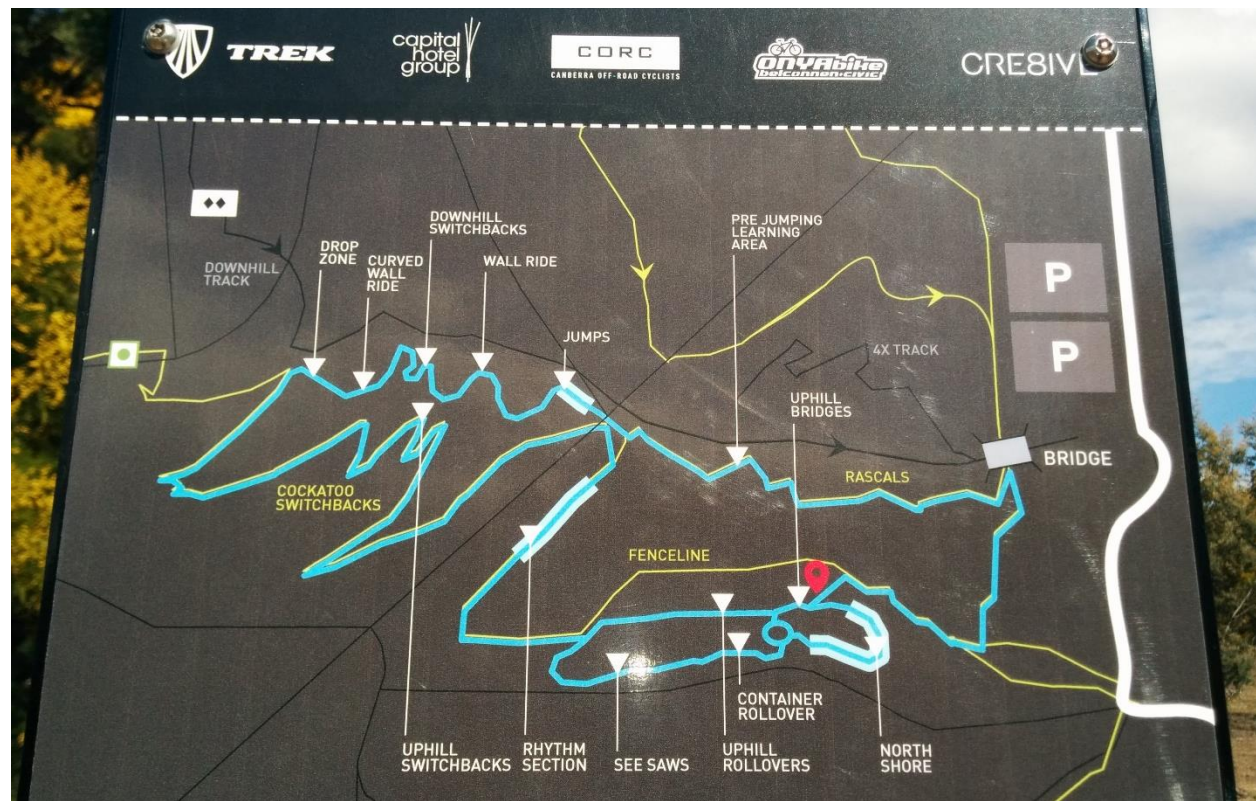 TREK
capital
hotel
group
CORC
CANBERRA OFF-ROAD CYCLISTS
ONYAbike
belconnen•civic
CRE8IVE
DOWNHILL
SWITCHBACKS
PRE JUMPING
LEARNING
AREA
DROP
ZONE
CURVED
WALL
RIDE
WALL RIDE
DOWNHILL
TRACK
P
P
JUMPS
4X TRACK
UPHILL
BRIDGES
BRIDGE
RASCALS
COCKATOO
SWITCHBACKS
FENCELINE
CONTAINER
ROLLOVER
UPHILL
SWITCHBACKS
RHYTHM
SECTION
SEE SAWS
UPHILL
ROLLOVERS
NORTH
SHORE